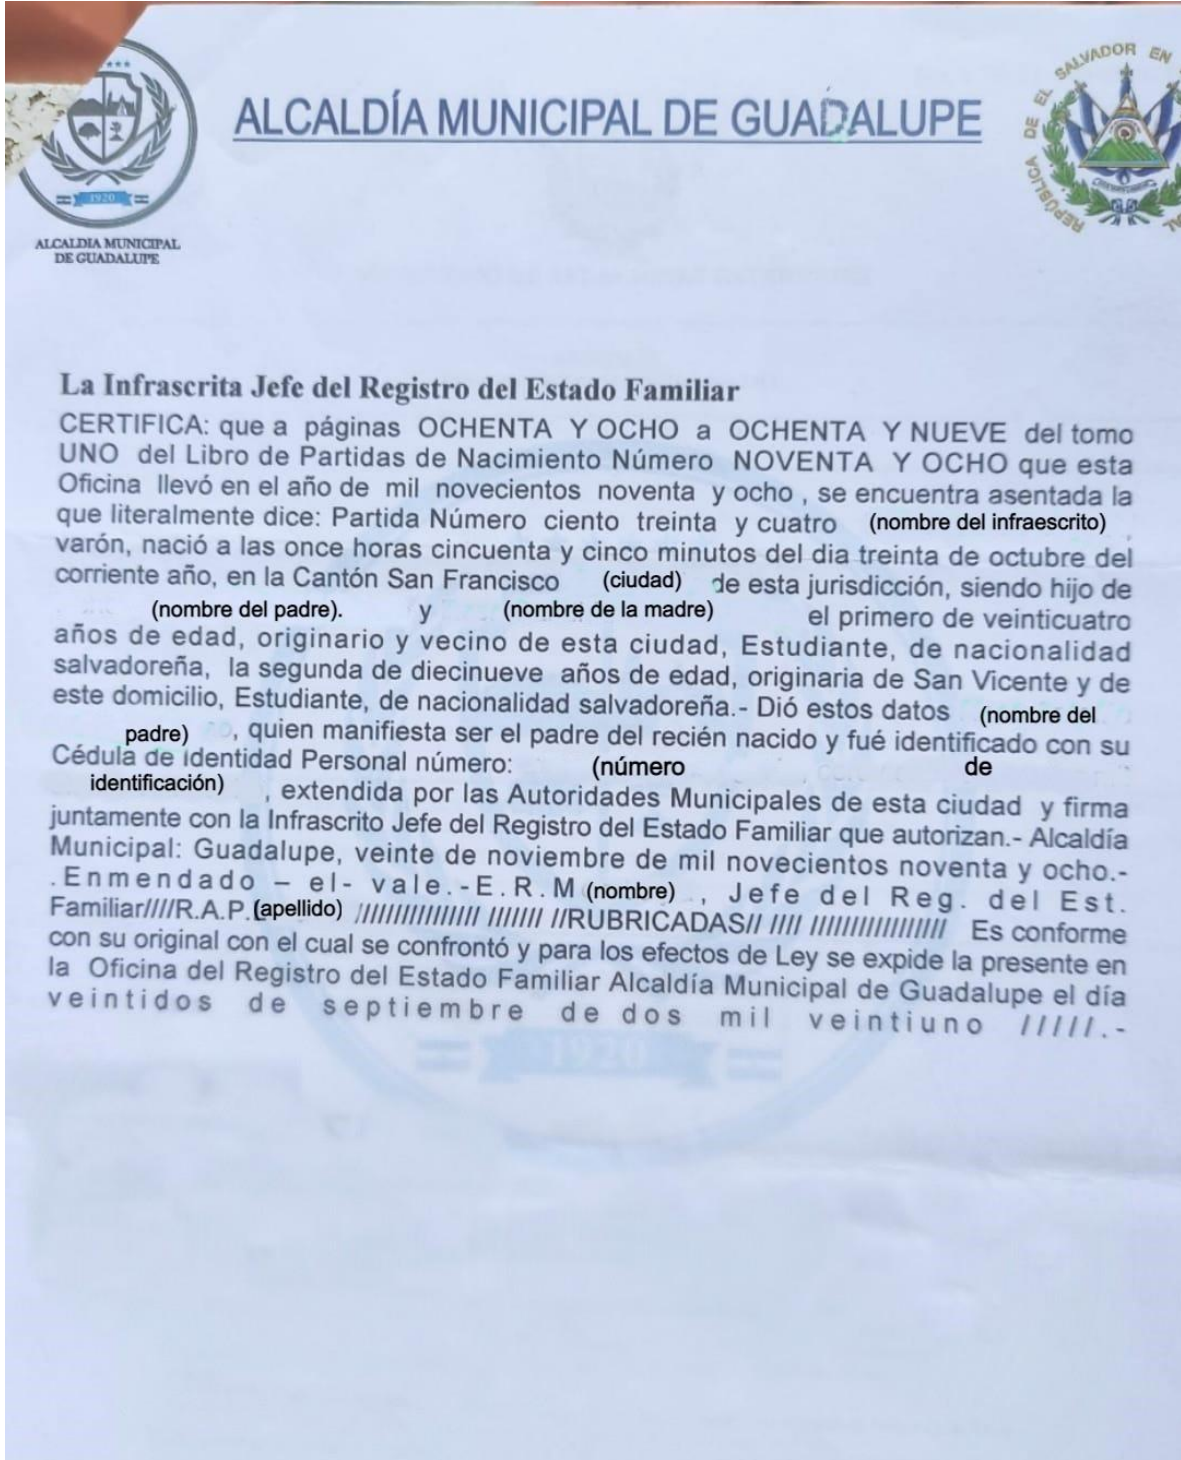 ALCALDÍA MUNICIPAL DE GUADALUPE
1920
ALCALDIA MUNICIPAL
DE GUADALUPE
REPÚBLICA DE EL SALVADOR EN
La Infrascrita Jefe del Registro del Estado Familiar
CERTIFICA: que a páginas OCHENTA Y OCHO a OCHENTA Y NUEVE del tomo
UNO del Libro de Partidas de Nacimiento Número NOVENTA Y OCHO que esta
Oficina llevó en el año de mil novecientos noventa y ocho , se encuentra asentada la
que literalmente dice: Partida Número ciento treinta y cuatro (nombre del infraescrito)
varón, nació a las once horas cincuenta y cinco minutos del dia treinta de octubre del
corriente año, en la Cantón San Francisco (ciudad) de esta jurisdicción, siendo hijo de
(nombre del padre). y (nombre de la madre) el primero de veinticuatro
años de edad, originario y vecino de esta ciudad, Estudiante, de nacionalidad
salvadoreña, la segunda de diecinueve años de edad, originaria de San Vicente y de
este domicilio, Estudiante, de nacionalidad salvadoreña.- Dió estos datos (nombre del
padre) , quien manifiesta ser el padre del recién nacido y fué identificado con su
Cédula de identidad Personal número: (número de
identificación) , extendida por las Autoridades Municipales de esta ciudad y firma
juntamente con la Infrascrito Jefe del Registro del Estado Familiar que autorizan.- Alcaldía
Municipal: Guadalupe, veinte de noviembre de mil novecientos noventa y ocho.-
.Enmendado – el- vale.-E.R.M (nombre) , Jefe del Reg. del Est.
Familiar////R.A.P.(apellido) //////////////// /////// //RUBRICADAS// //// ///////////////// Es conforme
con su original con el cual se confrontó y para los efectos de Ley se expide la presente en
la Oficina del Registro del Estado Familiar Alcaldía Municipal de Guadalupe el día
veintidos de septiembre de dos mil veintiuno /////.-
1920